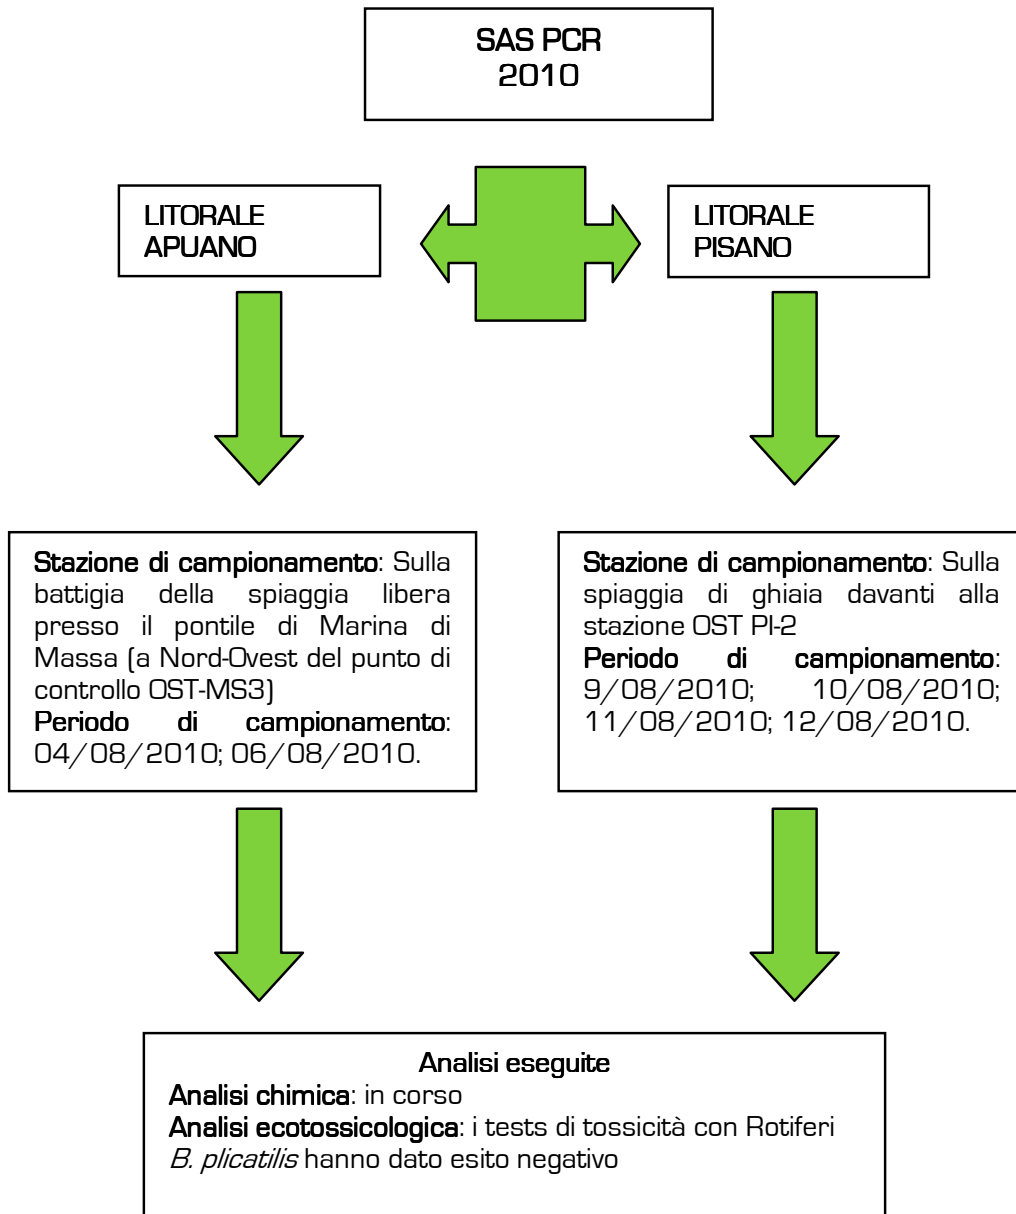 SAS PCR
2010
LITORALE
APUANO
LITORALE
PISANO
Stazione di campionamento: Sulla
battigia della spiaggia libera
presso il pontile di Marina di
Massa (a Nord-Ovest del punto di
controllo OST-MS3)
Periodo di campionamento:
04/08/2010; 06/08/2010.
Stazione di campionamento: Sulla
spiaggia di ghiaia davanti alla
stazione OST PI-2
Periodo di campionamento:
9/08/2010; 10/08/2010;
11/08/2010; 12/08/2010.
Analisi eseguite
Analisi chimica: in corso
Analisi ecotossicologica: i tests di tossicità con Rotiferi
B. plicatilis hanno dato esito negativo